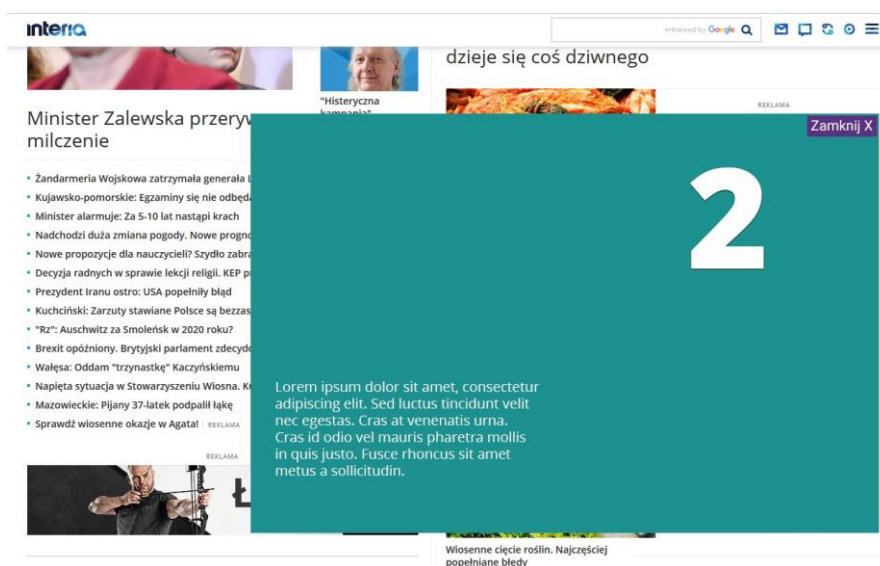 interia
enhanced by Google
dzieje się coś dziwnego
"Histeryczna
kampania"
REKLAMA
Minister Zalewska przeryw
milczenie
Zamknij X
2
Żandarmeria Wojskowa zatrzymała generała
Kujawsko-pomorskie: Egzaminy się nie odbędą
Minister alarmuje: Za 5-10 lat nastąpi krach
Nadchodzi duża zmiana pogody. Nowe progno
Nowe propozycje dla nauczycieli? Szydło zabra
Decyzja radnych w sprawie lekcji religii. KEP p
Prezydent Iranu ostro: USA popełniły błąd
Kuchciński: Zarzuty stawiane Polsce są bezzas
"Rz": Auschwitz za Smoleńsk w 2020 roku?
Brexit opóźniony. Brytyjski parlament zdecydo
Wałęsa: Oddam "trzynastkę" Kaczyńskiemu
Napięta sytuacja w Stowarzyszeniu Wiosna. K
Mazowieckie: Pijany 37-latek podpalił łąkę
Sprawdź wiosenne okazje w Agata! | REKLAMA
Lorem ipsum dolor sit amet, consectetur
adipiscing elit. Sed luctus tincidunt velit
nec egestas. Cras at venenatis urna.
Cras id odio vel mauris pharetra mollis
in quis justo. Fusce rhoncus sit amet
metus a sollicitudin.
REKLAMA
Ł
Wiosenne cięcie roślin. Najczęściej
popełniane błędy